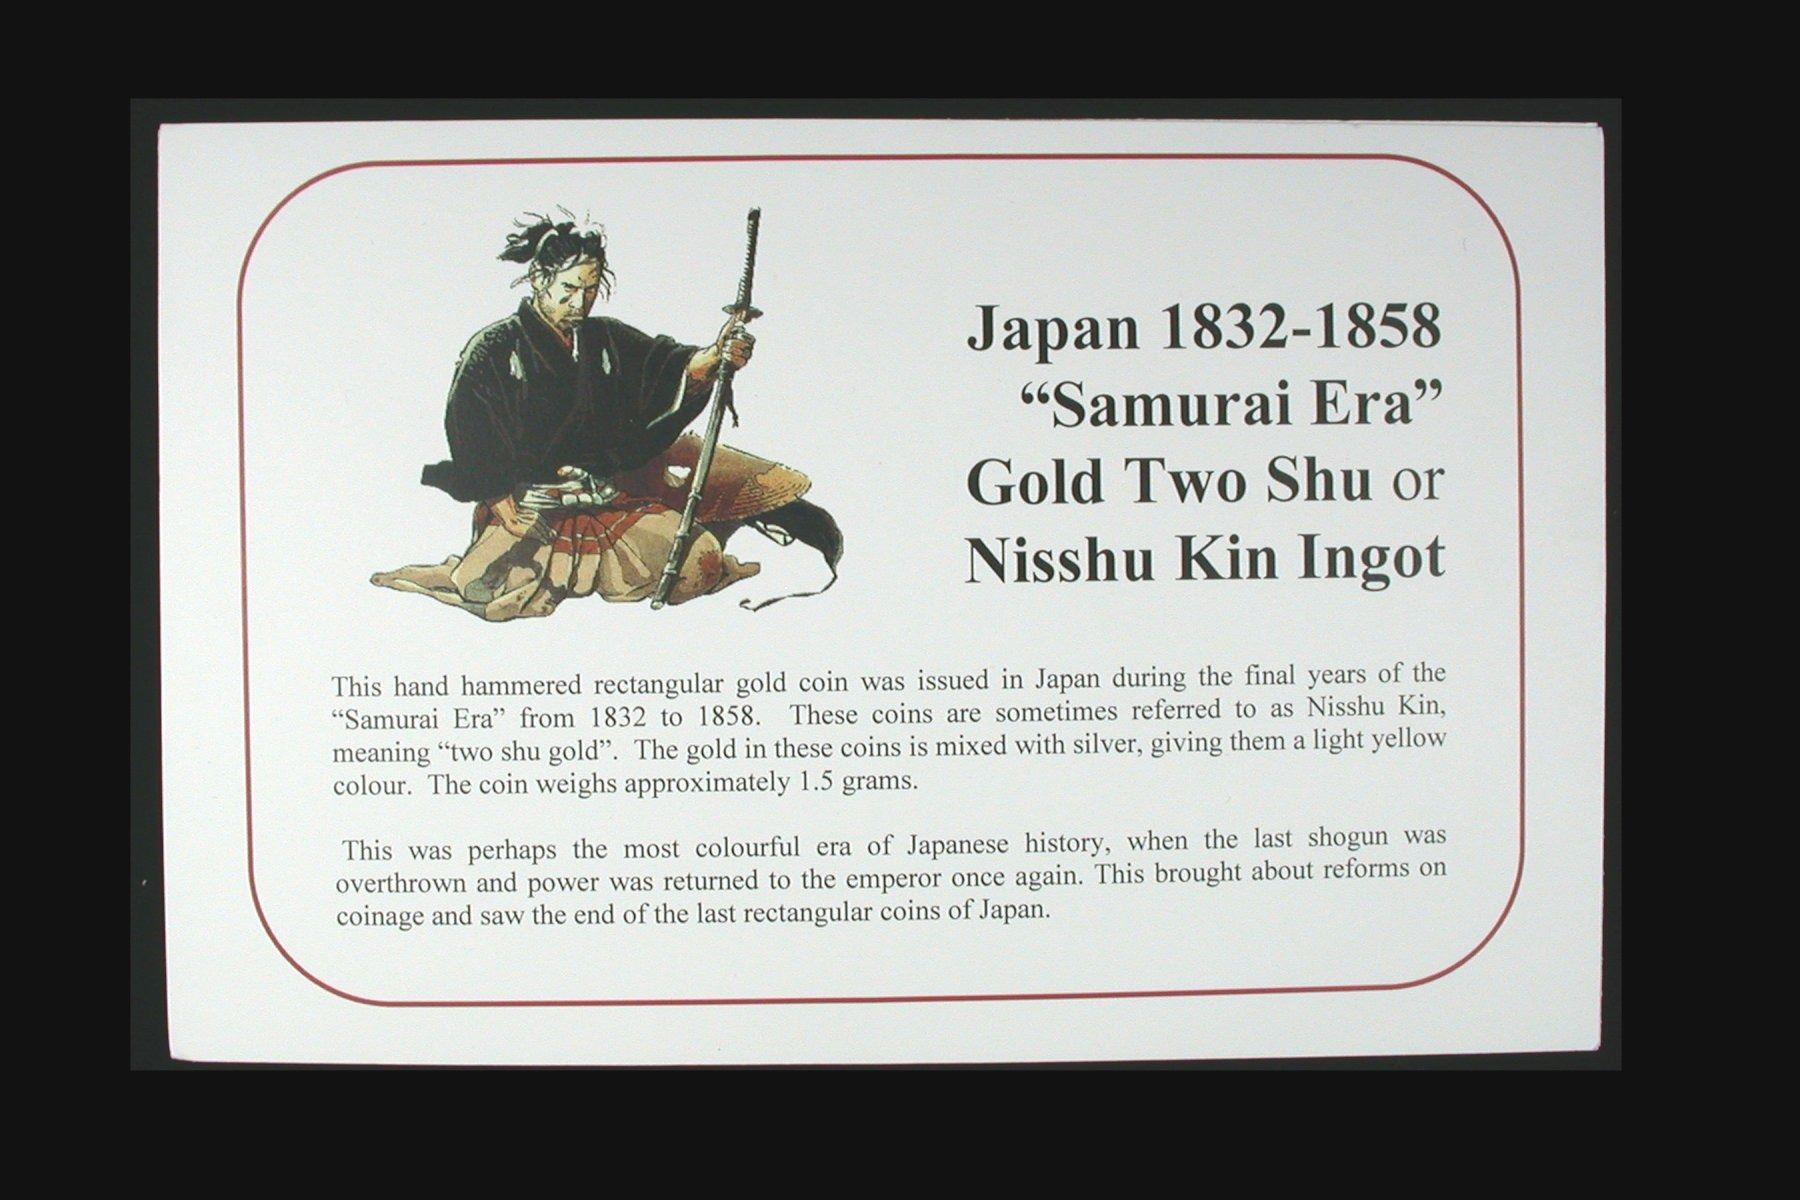 Japan 1832-1858
“Samurai Era”
Gold Two Shu or
Nisshu Kin Ingot
This hand hammered rectangular gold coin was issued in Japan during the final years of the
“Samurai Era” from 1832 to 1858. These coins are sometimes referred to as Nisshu Kin,
meaning “two shu gold”. The gold in these coins is mixed with silver, giving them a light yellow
colour. The coin weighs approximately 1.5 grams.
This was perhaps the most colourful era of Japanese history, when the last shogun was
overthrown and power was returned to the emperor once again. This brought about reforms on
coinage and saw the end of the last rectangular coins of Japan.